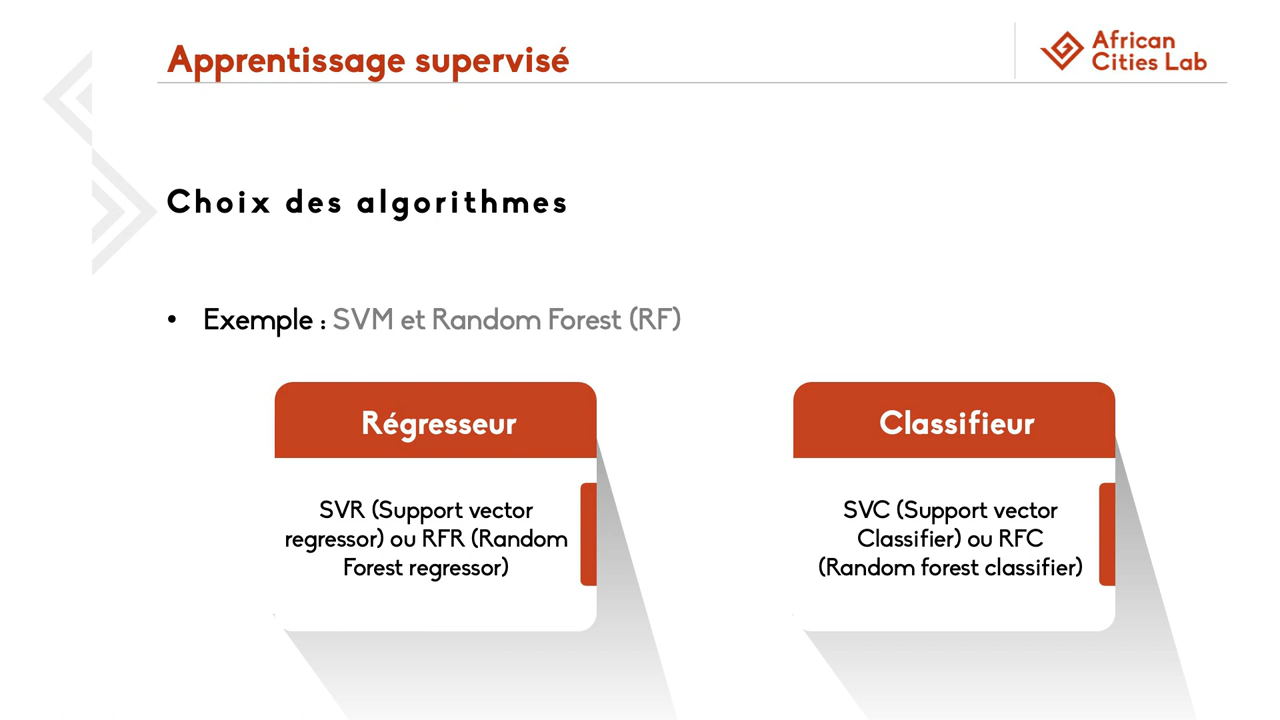 Apprentissage supervisé
African
Cities Lab
Choix des algorithmes
• Exemple : SVM et Random Forest (RF)
Régresseur
SVR (Support vector
regressor) ou RFR (Random
Forest regressor)
Classifieur
SVC (Support vector
Classifier) ou RFC
(Random forest classifier)